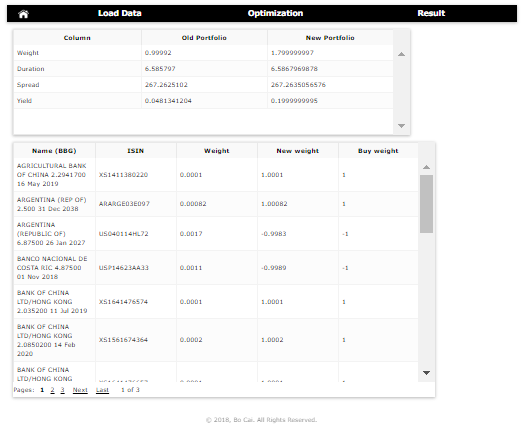 Load Data Optimization Result
Column Old Portfolio New Portfolio
Weight 0.99992 1.799999997
Duration 6.585797 6.5867969878
Spread 267.2625102 267.2635056576
Yield 0.0481341204 0.1999999995
Name (BBG) ISIN Weight New weight Buy weight
AGRICULTURAL BANK
OF CHINA 2.2941700
16 May 2019
XS1411380220 0.0001 1.0001 1
ARGENTINA (REP OF)
2.500 31 Dec 2038
ARARGE03E097 0.00082 1.00082 1
ARGENTINA
(REPUBLIC OF)
6.87500 26 Jan 2027
US040114HL72 0.0017 -0.9983 -1
BANCO NACIONAL DE
COSTA RIC 4.87500
01 Nov 2018
USP14623AA33 0.0011 -0.9989 -1
BANK OF CHINA
LTD/HONG KONG
2.035200 11 Jul 2019
XS1641476574 0.0001 1.0001 1
BANK OF CHINA
LTD/HONG KONG
2.0850200 14 Feb
2020
XS1561674364 0.0002 1.0002 1
BANK OF CHINA
LTD/HONG KONG
Pages: 1 2 3 Next Last 1 of 3
© 2018, Bo Cai. All Rights Reserved.